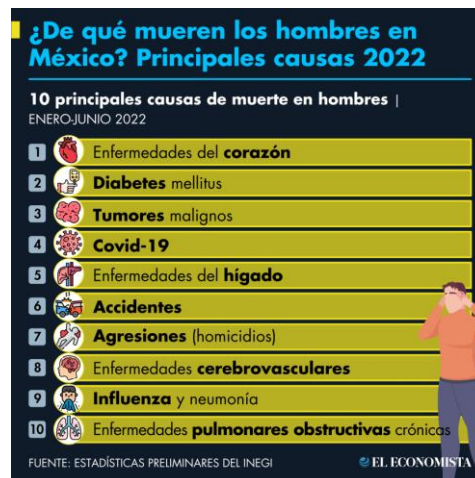 ¿De qué mueren los hombres en
México? Principales causas 2022
10 principales causas de muerte en hombres |
ENERO-JUNIO 2022
1 Enfermedades del corazón
2 Diabetes mellitus
3 Tumores malignos
4 Covid-19
5 Enfermedades del hígado
6 Accidentes
7 Agresiones (homicidios)
8 Enfermedades cerebrovasculares
9 Influenza y neumonía
10 Enfermedades pulmonares obstructivas crónicas
FUENTE: ESTADÍSTICAS PRELIMINARES DEL INEGI
EL ECONOMISTA